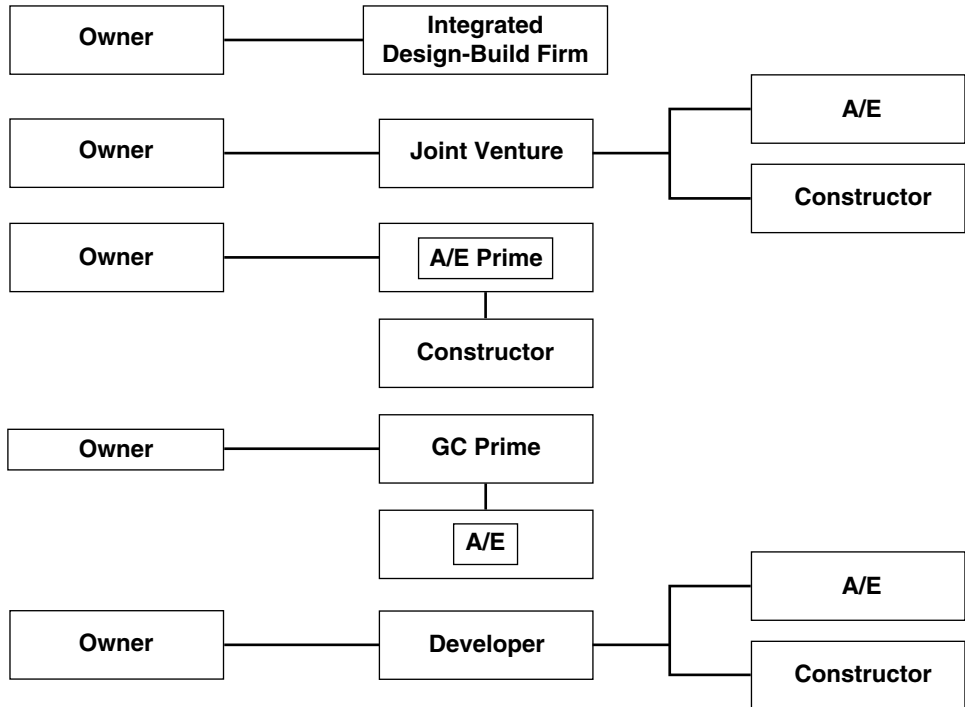 Owner
Integrated
Design-Build Firm
A/E
Owner
Joint Venture
Constructor
Owner
A/E Prime
Constructor
Owner
GC Prime
A/E
A/E
Owner
Developer
Constructor